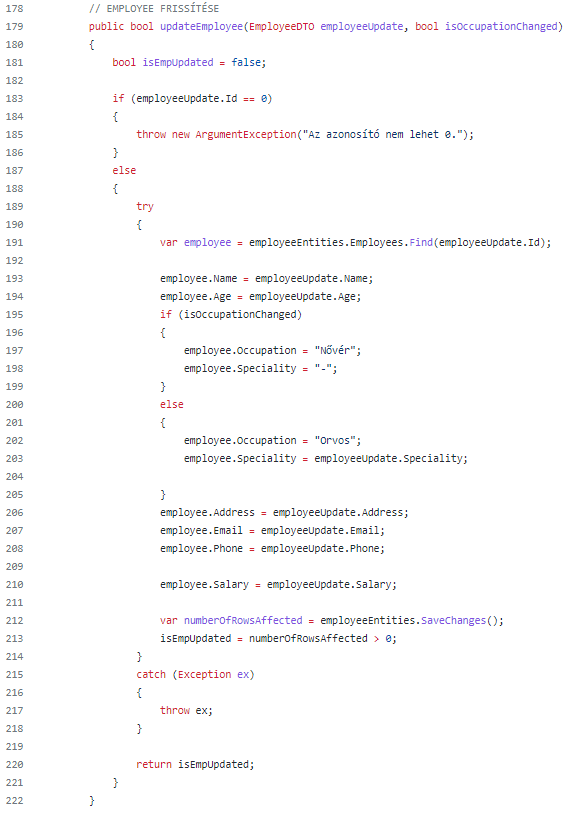 178 // EMPLOYEE FRISSÍTÉSE
179 public bool updateEmployee(EmployeeDTO employeeUpdate, bool isOccupationChanged)
180 {
181 bool isEmpUpdated = false;
182
183 if (employeeUpdate.Id == 0)
184 {
185 throw new ArgumentException("Az azonosító nem lehet 0.");
186 }
187 else
188 {
189 try
190 {
191 var employee = employeeEntities.Employees.Find(employeeUpdate.Id);
192
193 employee.Name = employeeUpdate.Name;
194 employee.Age = employeeUpdate.Age;
195 if (isOccupationChanged)
196 {
197 employee.Occupation = "Nővér";
198 employee.Speciality = "-";
199 }
200 else
201 {
202 employee.Occupation = "Orvos";
203 employee.Speciality = employeeUpdate.Speciality;
204
205 }
206 employee.Address = employeeUpdate.Address;
207 employee.Email = employeeUpdate.Email;
208 employee.Phone = employeeUpdate.Phone;
209
210 employee.Salary = employeeUpdate.Salary;
211
212 var numberOfRowsAffected = employeeEntities.SaveChanges();
213 isEmpUpdated = numberOfRowsAffected > 0;
214 }
215 catch (Exception ex)
216 {
217 throw ex;
218 }
219
220 return isEmpUpdated;
221 }
222 }